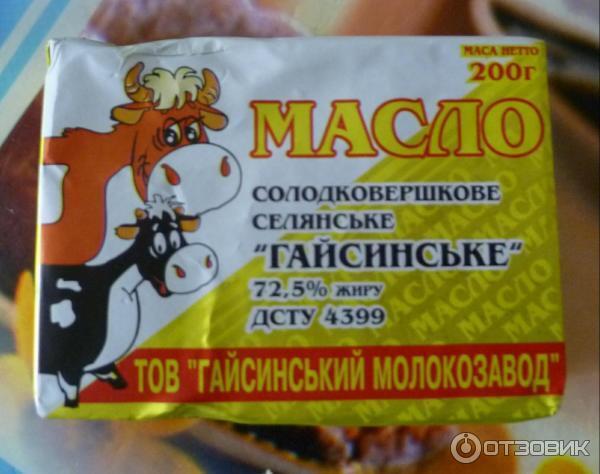 МАСА НЕТТО
200г
МАСЛО
СОЛОДКОВЕРШКОВЕ
СЕЛЯНСЬКЕ
"ГАЙСИНСЬКЕ"
72,5% ЖИРУ
ДСТУ 4399
ТОВ "ГАЙСИНСЬКИЙ МОЛОКОЗАВОД"
ОТЗОВИК